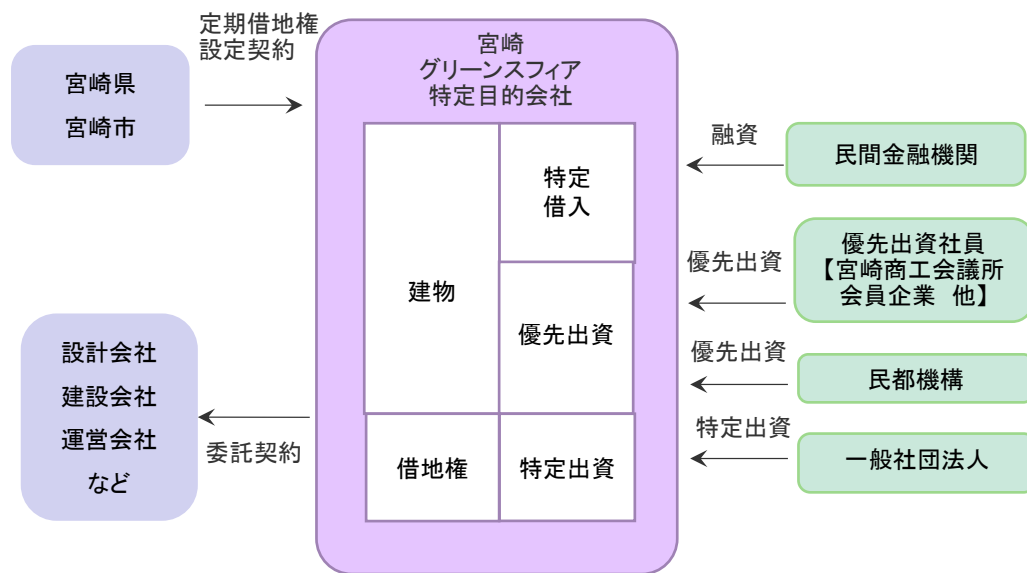 定期借地権
設定契約
宮崎県
宮崎市
宮崎
グリーンスフィア
特定目的会社
建物
特定
借入
優先出資
借地権
特定出資
融資
民間金融機関
優先出資
優先出資社員
【宮崎商工会議所
会員企業　他】
優先出資
民都機構
特定出資
一般社団法人
設計会社
建設会社
運営会社
など
委託契約